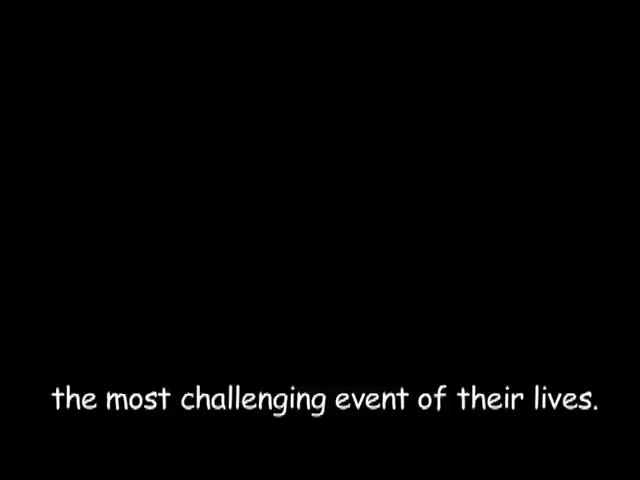 the most challenging event of their lives.